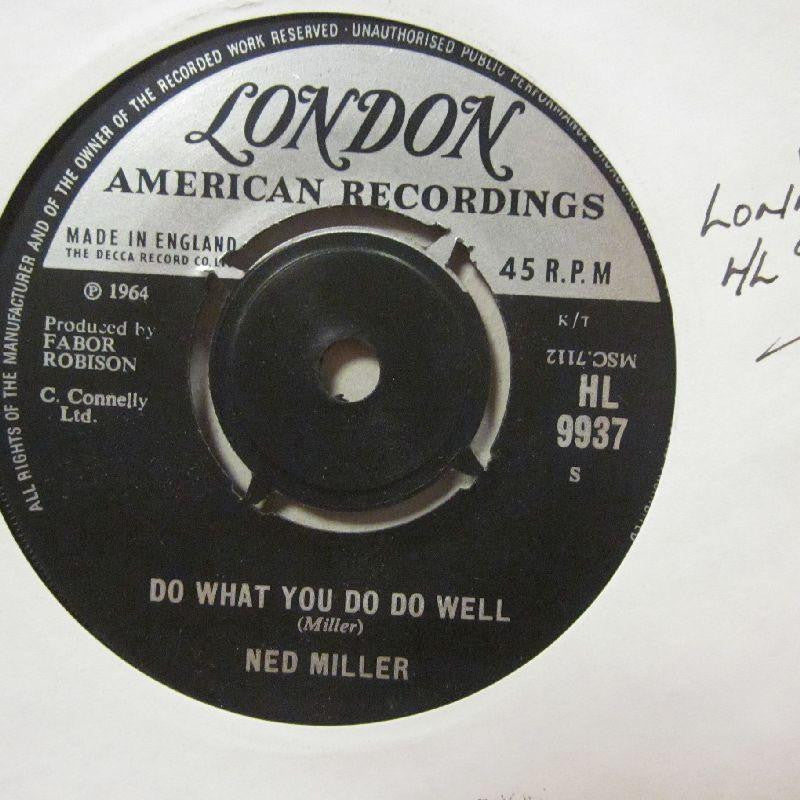 ALL RIGHTS OF THE MANUFACTURER AND OF THE OWNER OF THE RECORDED WORK RESERVED · UNAUTHORISED PUBLIC PERFORMANCE
LONDON
AMERICAN RECORDINGS
MADE IN ENGLAND
THE DECCA RECORD CO.
45 R.P.M
℗ 1964
Produced by
FABOR
ROBISON
C. Connelly
Ltd.
K/T
MSC.7112
HL
9937
S
DO WHAT YOU DO DO WELL
(Miller)
NED MILLER
HL